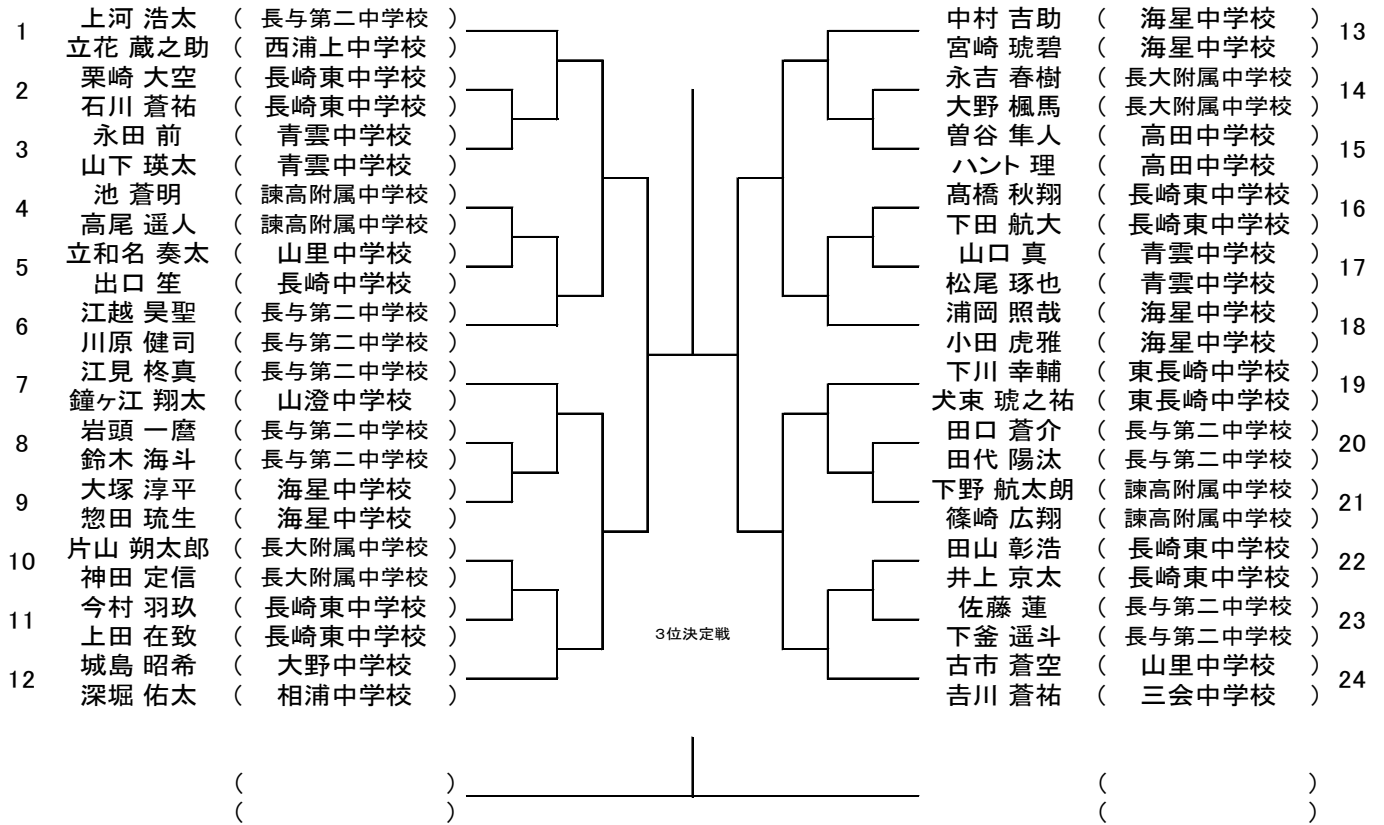 1 上河 浩太 ( 長与第二中学校 )
立花 蔵之助 ( 西浦上中学校 )
2 栗崎 大空 ( 長崎東中学校 )
石川 蒼祐 ( 長崎東中学校 )
3 永田 前 ( 青雲中学校 )
山下 瑛太 ( 青雲中学校 )
4 池 蒼明 ( 諫高附属中学校 )
高尾 遥人 ( 諫高附属中学校 )
5 立和名 奏太 ( 山里中学校 )
出口 笙 ( 長崎中学校 )
6 江越 昊聖 ( 長与第二中学校 )
川原 健司 ( 長与第二中学校 )
7 江見 柊真 ( 長与第二中学校 )
鐘ヶ江 翔太 ( 山澄中学校 )
8 岩頭 一麿 ( 長与第二中学校 )
鈴木 海斗 ( 長与第二中学校 )
9 大塚 淳平 ( 海星中学校 )
惣田 琉生 ( 海星中学校 )
10 片山 朔太郎 ( 長大附属中学校 )
神田 定信 ( 長大附属中学校 )
11 今村 羽玖 ( 長崎東中学校 )
上田 在致 ( 長崎東中学校 )
12 城島 昭希 ( 大野中学校 )
深堀 佑太 ( 相浦中学校 )
中村 吉助 ( 海星中学校 ) 13
宮崎 琥碧 ( 海星中学校 )
永吉 春樹 ( 長大附属中学校 ) 14
大野 楓馬 ( 長大附属中学校 )
曽谷 隼人 ( 高田中学校 ) 15
ハント 理 ( 高田中学校 )
髙橋 秋翔 ( 長崎東中学校 ) 16
下田 航大 ( 長崎東中学校 )
山口 真 ( 青雲中学校 ) 17
松尾 琢也 ( 青雲中学校 )
浦岡 照哉 ( 海星中学校 ) 18
小田 虎雅 ( 海星中学校 )
下川 幸輔 ( 東長崎中学校 ) 19
犬束 琥之祐 ( 東長崎中学校 )
田口 蒼介 ( 長与第二中学校 ) 20
田代 陽汰 ( 長与第二中学校 )
下野 航太朗 ( 諫高附属中学校 ) 21
篠崎 広翔 ( 諫高附属中学校 )
田山 彰浩 ( 長崎東中学校 ) 22
井上 京太 ( 長崎東中学校 )
佐藤 蓮 ( 長与第二中学校 ) 23
下釜 遥斗 ( 長与第二中学校 )
古市 蒼空 ( 山里中学校 ) 24
吉川 蒼祐 ( 三会中学校 )
3位決定戦
( ) ( )
( ) ( )